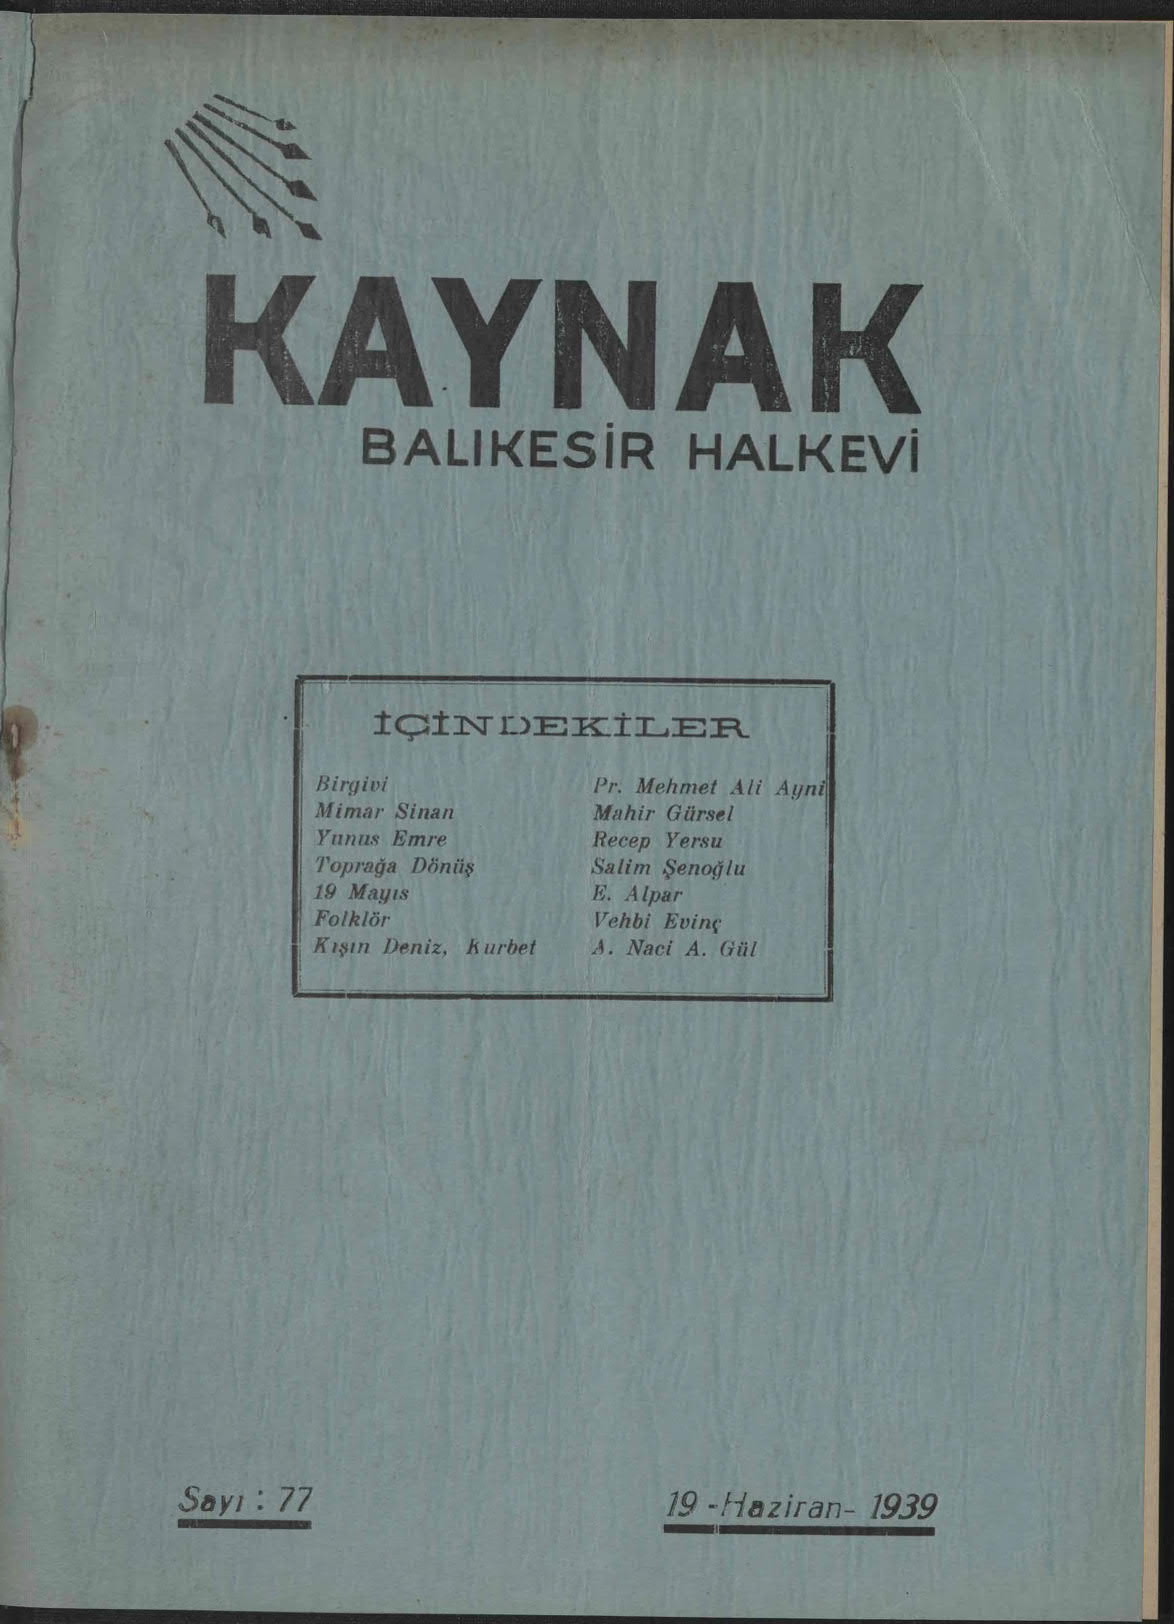 KAYNAK
BALIKESİR HALKEVİ
İÇİNDEKİLER
Birgivi Pr. Mehmet Ali Ayni
Mimar Sinan Mahir Gürsel
Yunus Emre Recep Yersu
Toprağa Dönüş Salim Şenoğlu
19 Mayıs E. Alpar
Folklör Vehbi Evinç
Kışın Deniz, Kurbet A. Naci A. Gül
Sayı : 77 19 -Haziran- 1939